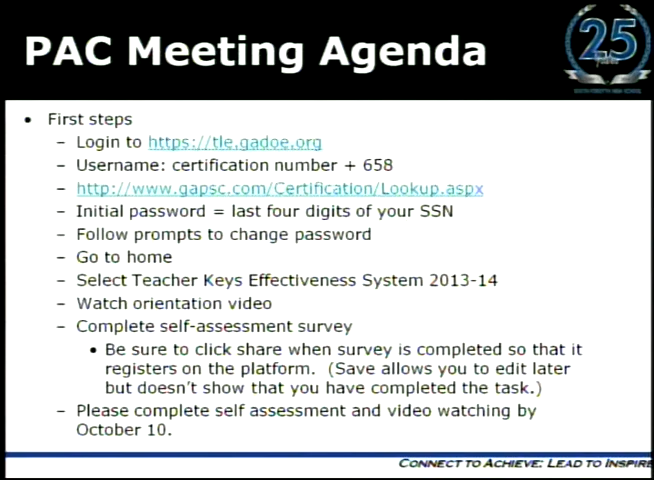 PAC Meeting Agenda
25
• First steps
– Login to https://tle.gadoe.org
– Username: certification number + 658
– http://www.gapsc.com/Certification/Lookup.aspx
– Initial password = last four digits of your SSN
– Follow prompts to change password
– Go to home
– Select Teacher Keys Effectiveness System 2013-14
– Watch orientation video
– Complete self-assessment survey
• Be sure to click share when survey is completed so that it
registers on the platform. (Save allows you to edit later
but doesn't show that you have completed the task.)
– Please complete self assessment and video watching by
October 10.
CONNECT TO ACHIEVE; LEAD TO INSPIRE